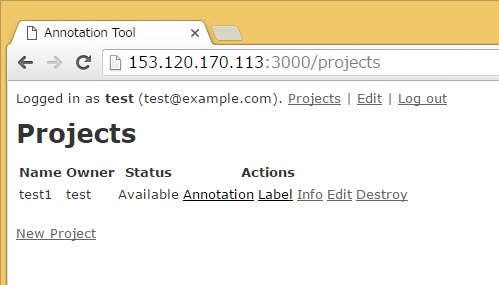 Annotation Tool
153.120.170.113:3000/projects
Logged in as test (test@example.com). Projects | Edit | Log out
Projects
Name Owner Status Actions
test1 test Available Annotation Label Info Edit Destroy
New Project